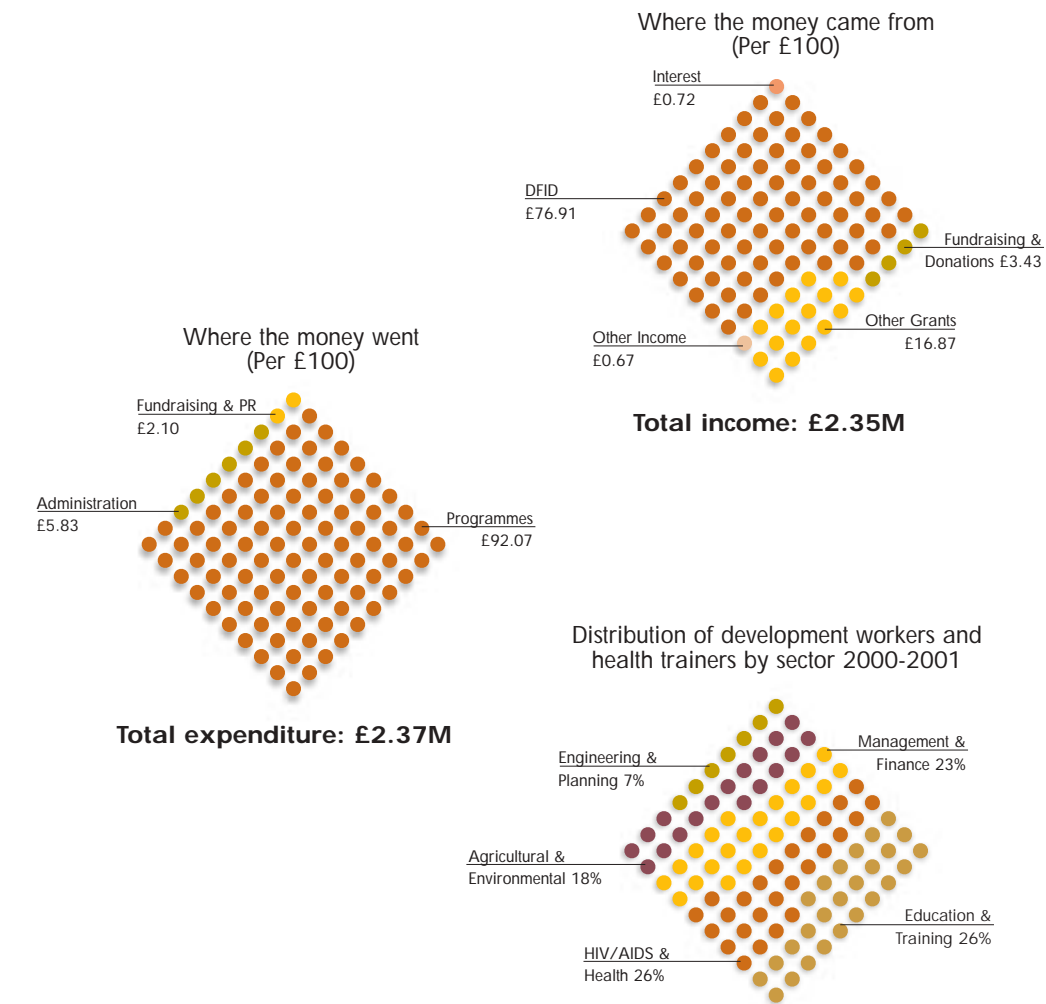 Where the money came from
(Per £100)
Interest
£0.72
DFID
£76.91
Fundraising &
Donations £3.43
Other Grants
£16.87
Other Income
£0.67
Total income: £2.35M
Where the money went
(Per £100)
Fundraising & PR
£2.10
Administration
£5.83
Programmes
£92.07
Total expenditure: £2.37M
Distribution of development workers and
health trainers by sector 2000-2001
Engineering &
Planning 7%
Management &
Finance 23%
Agricultural &
Environmental 18%
Education &
Training 26%
HIV/AIDS &
Health 26%